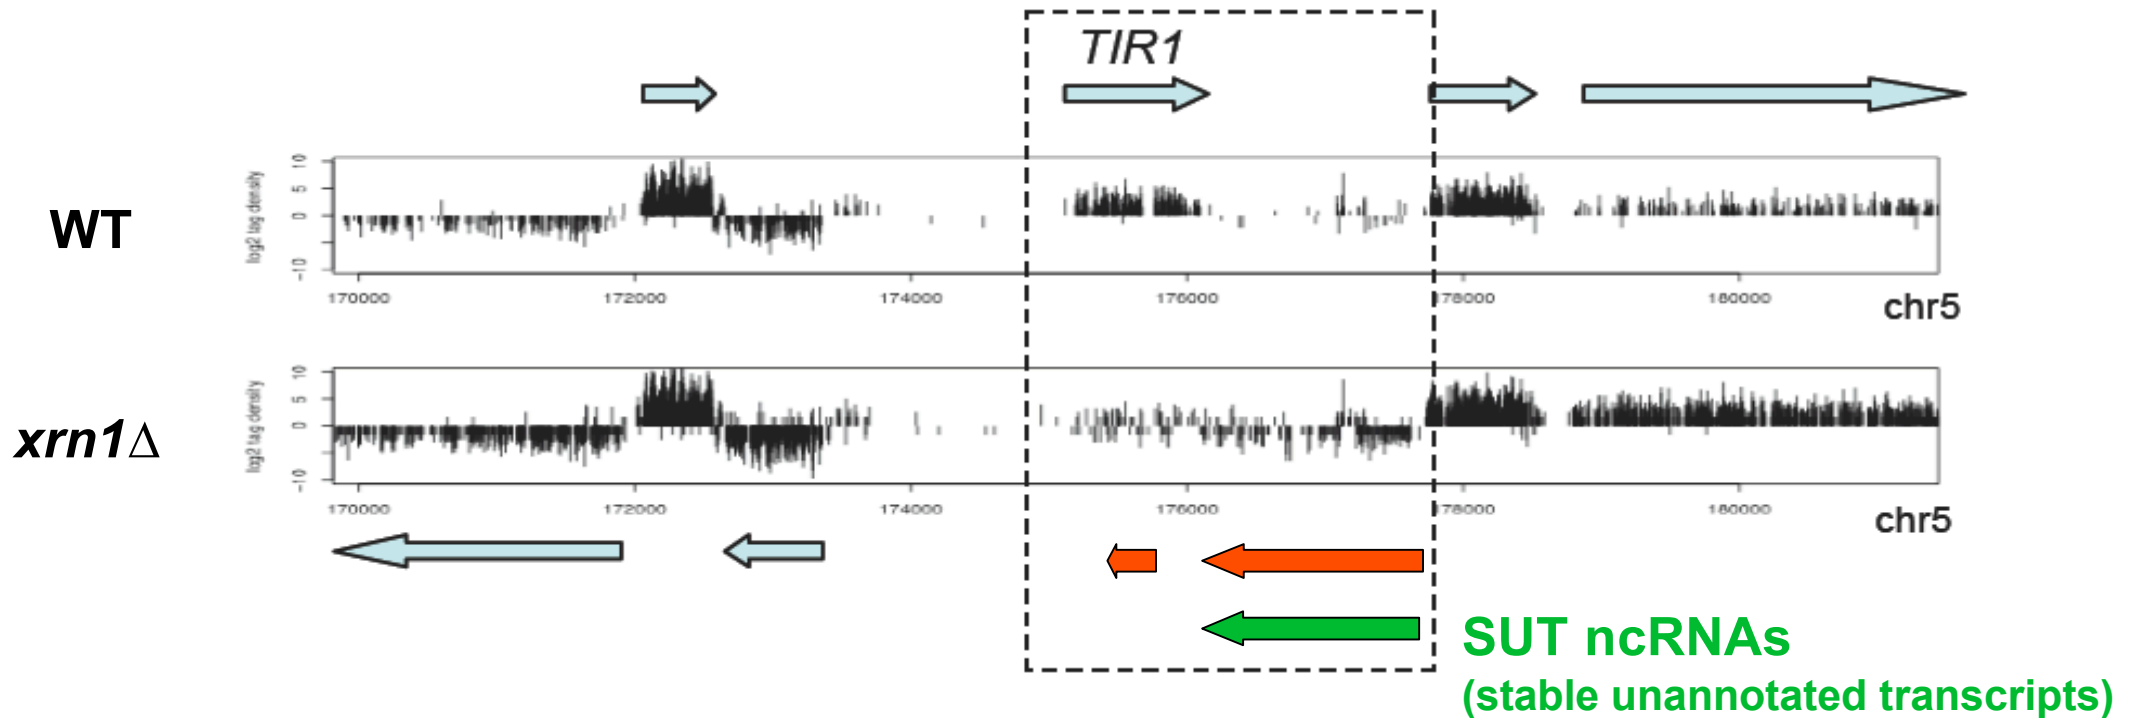 TIR1
WT
log2 tag density
10
5
0
−10
170000
172000
174000
176000
178000
180000
chr5
xrn1Δ
log2 tag density
10
5
0
−10
170000
172000
174000
176000
178000
180000
chr5
SUT ncRNAs
(stable unannotated transcripts)